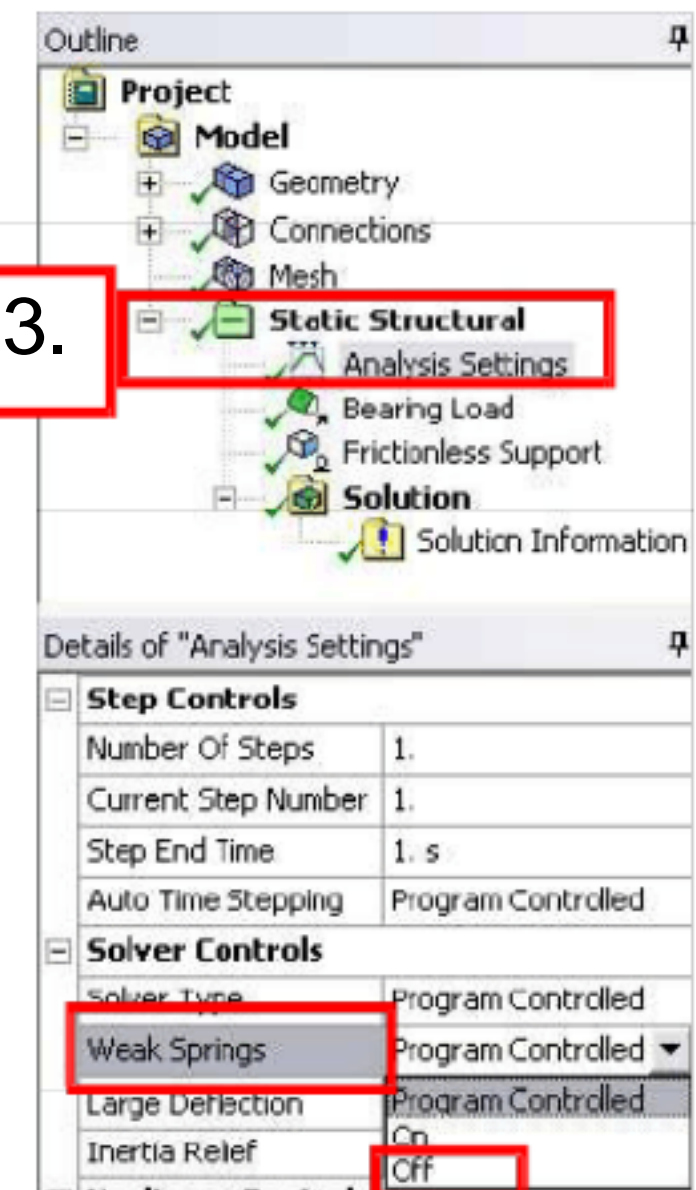 Outline
Project
Model
Geometry
Connections
Mesh
3.
Static Structural
Analysis Settings
Bearing Load
Frictionless Support
Solution
Solution Information
Details of "Analysis Settings"
Step Controls
Number Of Steps 1.
Current Step Number 1.
Step End Time 1. s
Auto Time Stepping Program Controlled
Solver Controls
Solver Type Program Controlled
Weak Springs Program Controlled
Large Deflection Program Controlled
On
Inertia Relief
Off